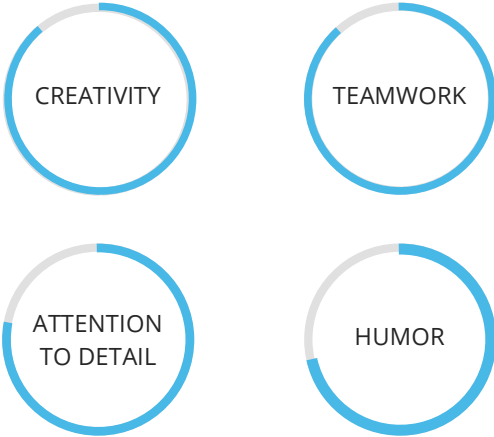 CREATIVITY
TEAMWORK
ATTENTION
TO DETAIL
HUMOR